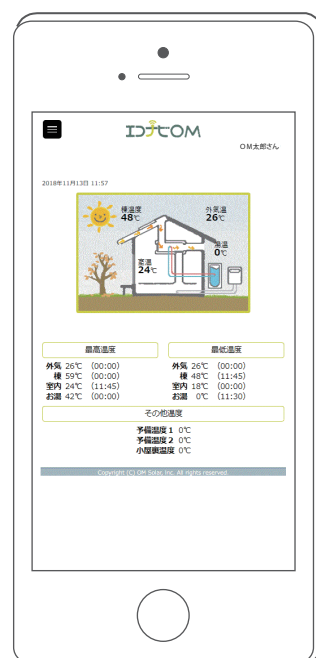 エコナビOM
OM太郎さん
2018年11月13日 11:57
棟温度
48℃
外気温
26℃
湯温
0℃
室温
24℃
最高温度
最低温度
外気 26℃ (00:00)
外気 26℃ (00:00)
棟 59℃ (00:00)
棟 48℃ (11:45)
室内 24℃ (11:45)
室内 18℃ (00:00)
お湯 42℃ (00:00)
お湯 0℃ (11:30)
その他温度
予備温度1 0℃
予備温度2 0℃
小屋裏温度 0℃
Copyright (C) OM Solar, Inc. All rights reserved.